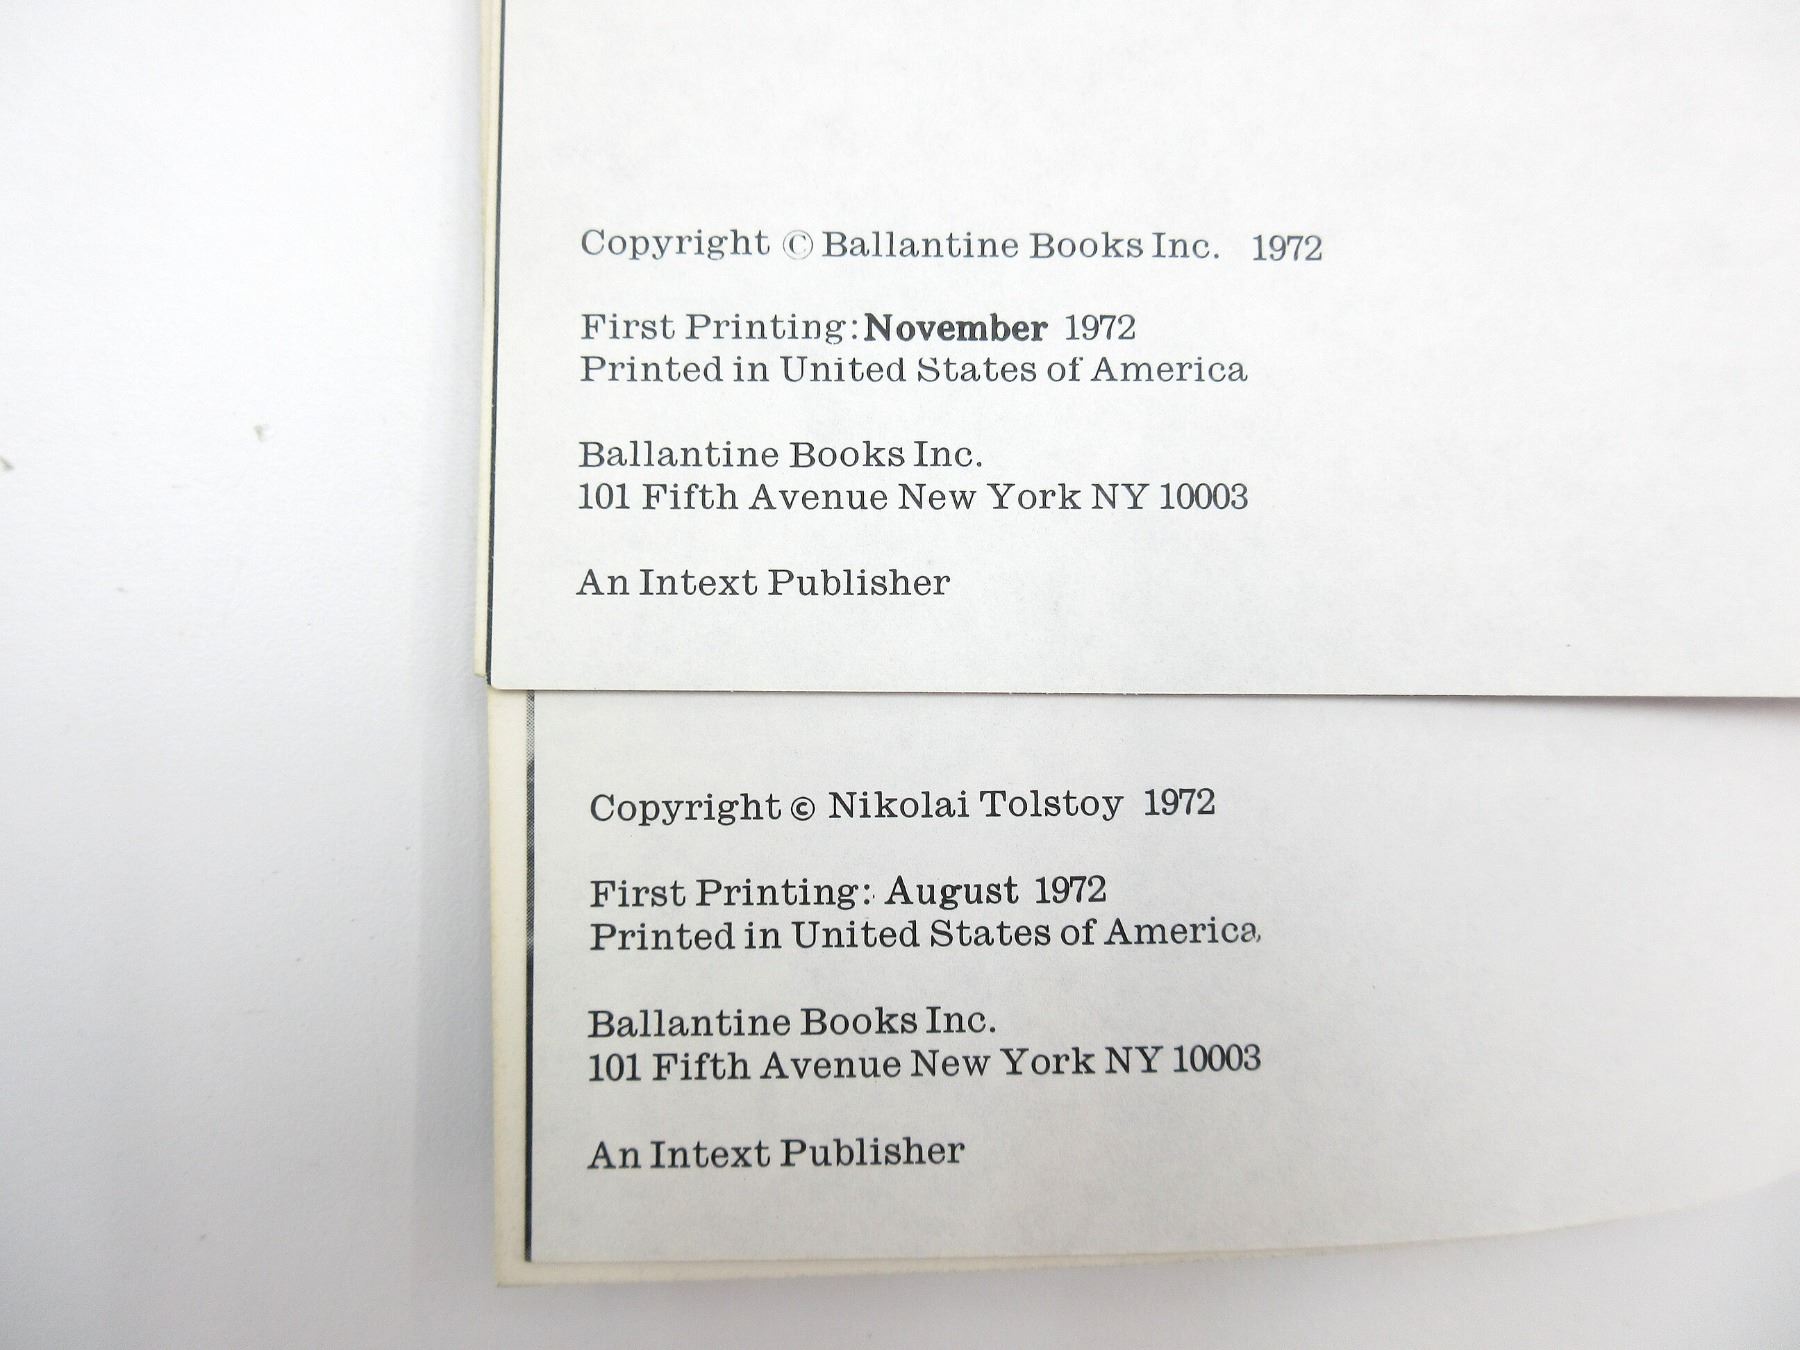 Copyright © Ballantine Books Inc. 1972
First Printing: November 1972
Printed in United States of America
Ballantine Books Inc.
101 Fifth Avenue New York NY 10003
An Intext Publisher
Copyright © Nikolai Tolstoy 1972
First Printing: August 1972
Printed in United States of America,
Ballantine Books Inc.
101 Fifth Avenue New York NY 10003
An Intext Publisher